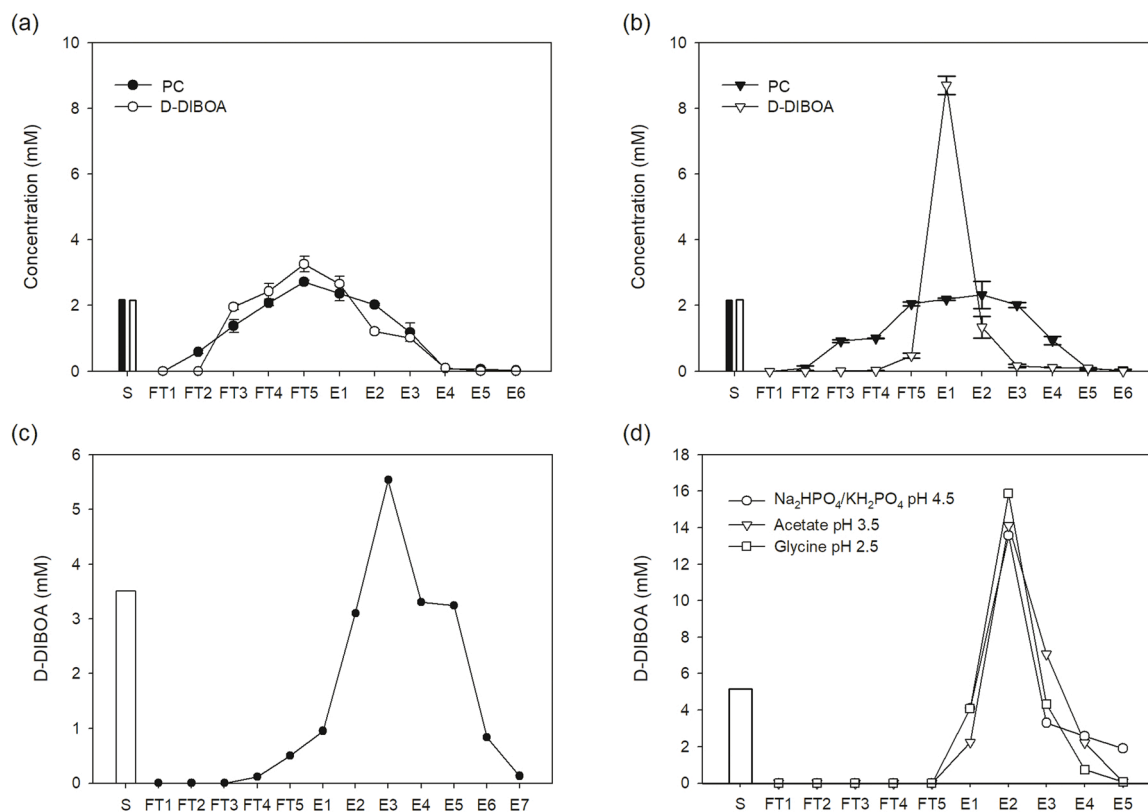 (a)
10
8
6
4
2
0
Concentration (mM)
PC
D-DIBOA
S FT1 FT2 FT3 FT4 FT5 E1 E2 E3 E4 E5 E6
(b)
10
8
6
4
2
0
Concentration (mM)
PC
D-DIBOA
S FT1 FT2 FT3 FT4 FT5 E1 E2 E3 E4 E5 E6
(c)
6
5
4
3
2
1
0
D-DIBOA (mM)
S FT1 FT2 FT3 FT4 FT5 E1 E2 E3 E4 E5 E6 E7
(d)
18
16
14
12
10
8
6
4
2
0
D-DIBOA (mM)
Na₂HPO₄/KH₂PO₄ pH 4.5
Acetate pH 3.5
Glycine pH 2.5
S FT1 FT2 FT3 FT4 FT5 E1 E2 E3 E4 E5